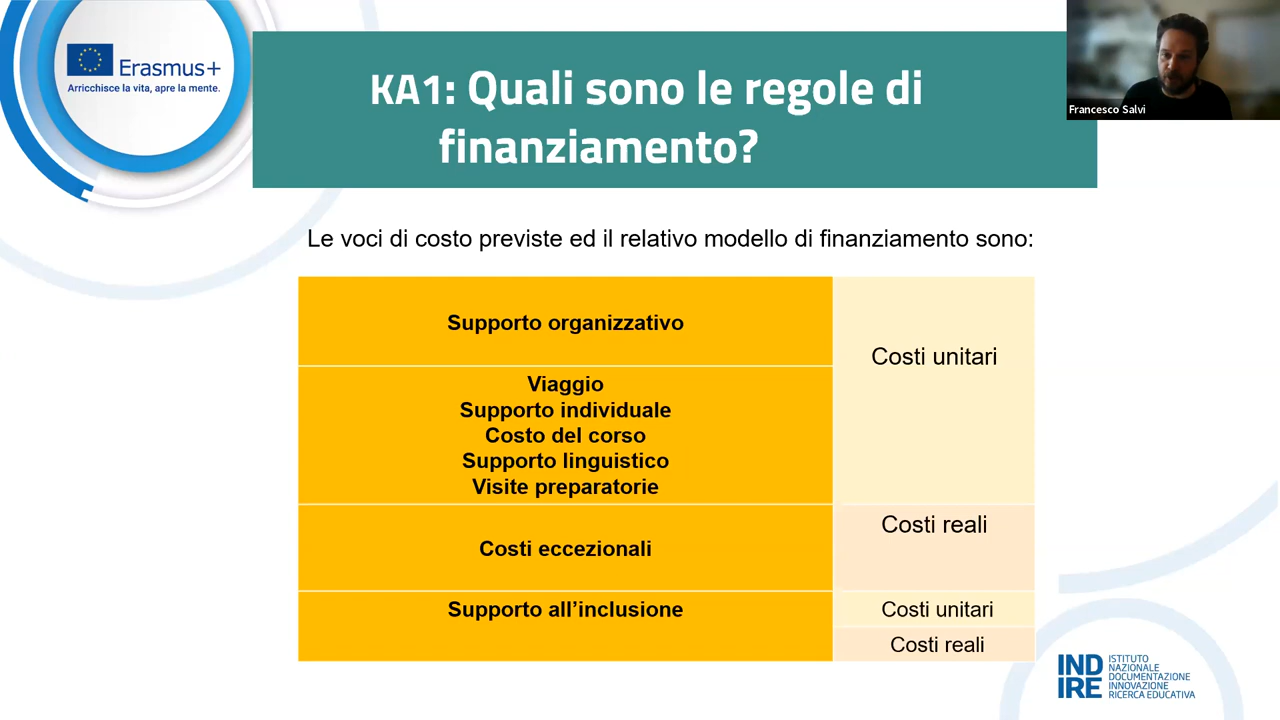 Erasmus+
Arricchisce la vita, apre la mente.
KA1: Quali sono le regole di
finanziamento?
Francesco Salvi
Le voci di costo previste ed il relativo modello di finanziamento sono:
Supporto organizzativo
Costi unitari
Viaggio
Supporto individuale
Costo del corso
Supporto linguistico
Visite preparatorie
Costi eccezionali
Costi reali
Supporto all’inclusione
Costi unitari
Costi reali
IND
IRE
ISTITUTO
NAZIONALE
DOCUMENTAZIONE
INNOVAZIONE
RICERCA EDUCATIVA